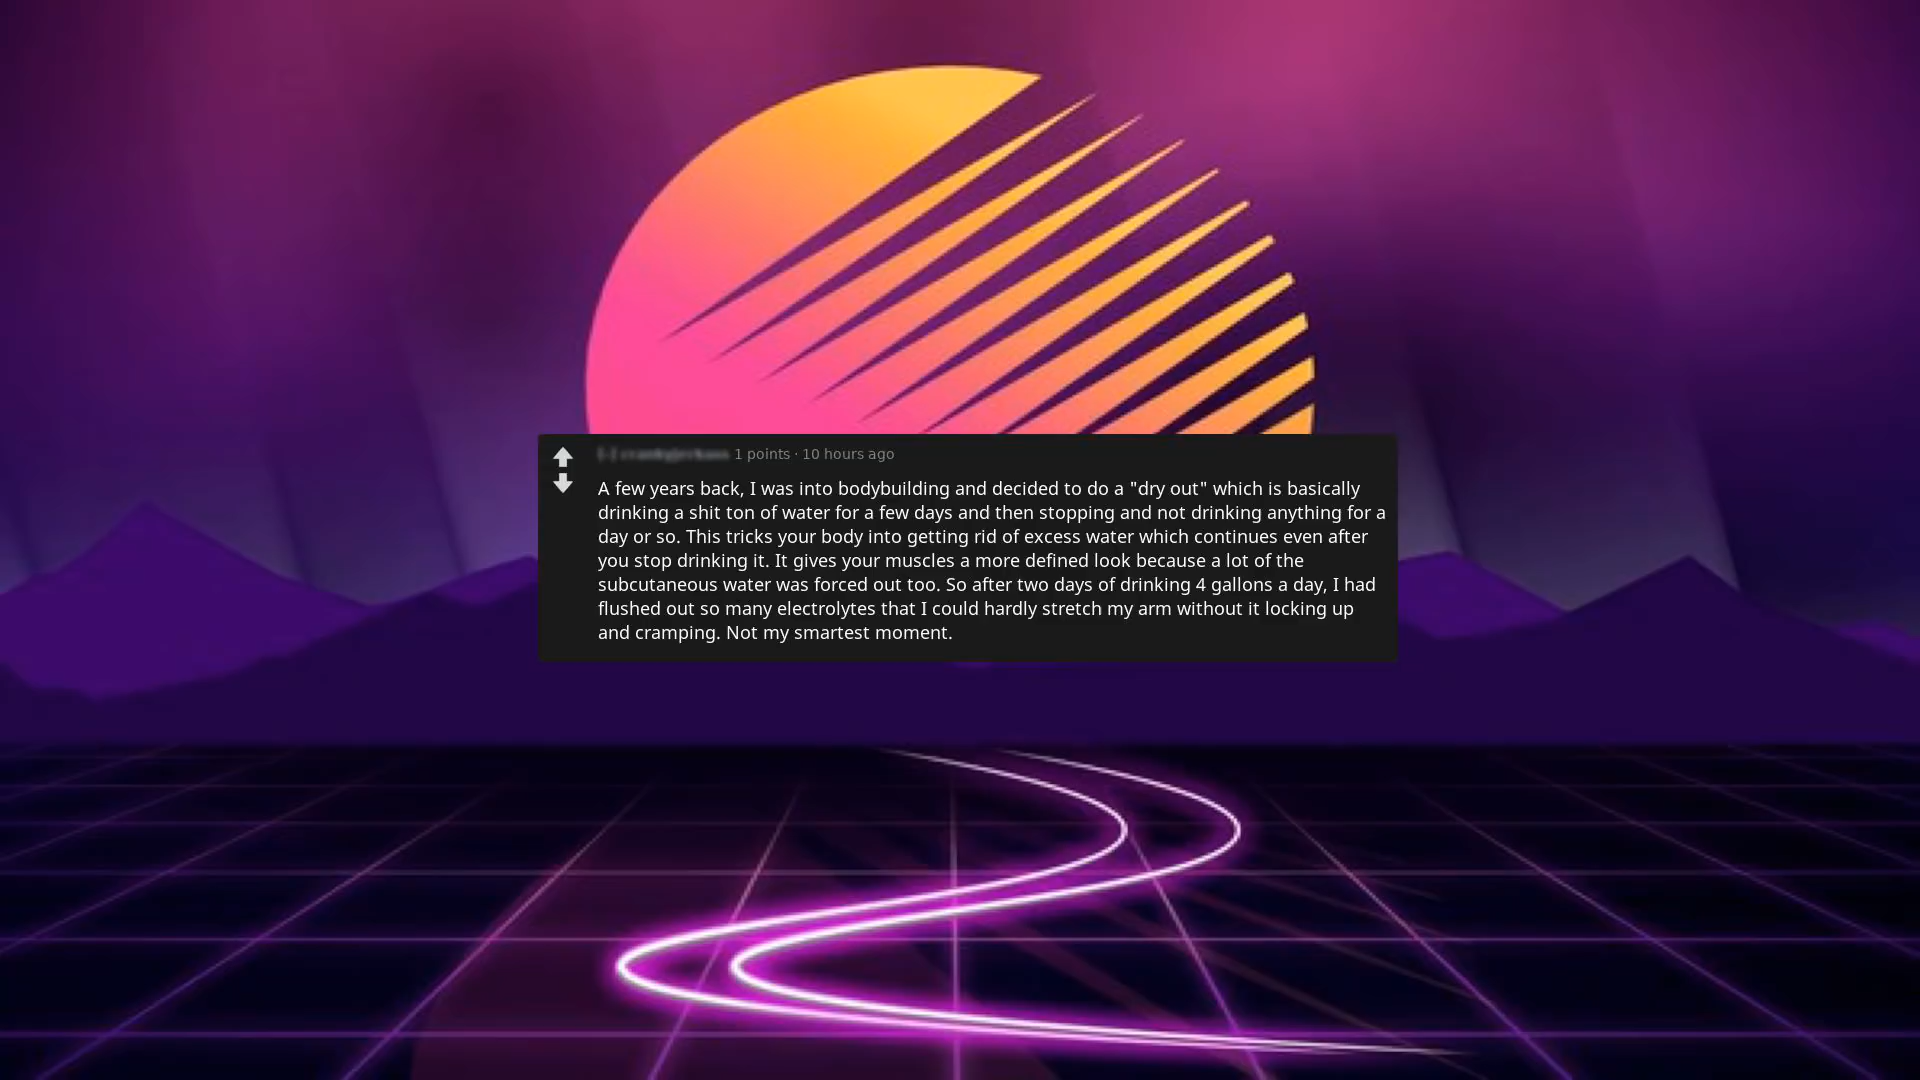 1 points · 10 hours ago
A few years back, I was into bodybuilding and decided to do a "dry out" which is basically
drinking a shit ton of water for a few days and then stopping and not drinking anything for a
day or so. This tricks your body into getting rid of excess water which continues even after
you stop drinking it. It gives your muscles a more defined look because a lot of the
subcutaneous water was forced out too. So after two days of drinking 4 gallons a day, I had
flushed out so many electrolytes that I could hardly stretch my arm without it locking up
and cramping. Not my smartest moment.